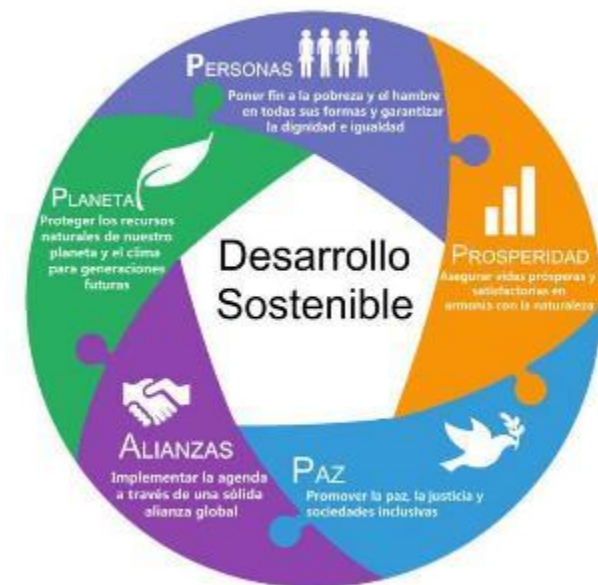 PERSONAS
Poner fin a la pobreza y el hambre
en todas sus formas y garantizar
la dignidad e igualdad
PROSPERIDAD
Asegurar vidas prósperas y
satisfactorias en
armonía con la naturaleza
PAZ
Promover la paz, la justicia y
sociedades inclusivas
ALIANZAS
Implementar la agenda
a través de una sólida
alianza global
PLANETA
Proteger los recursos
naturales de nuestro
planeta y el clima
para generaciones
futuras
Desarrollo
Sostenible